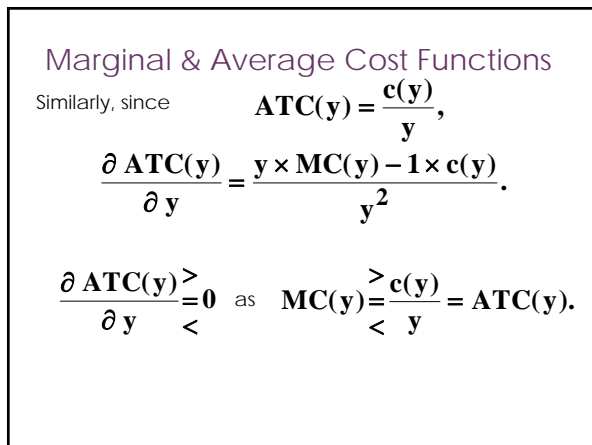 Marginal & Average Cost Functions
Similarly, since ATC(y) = c(y)/y,
∂ ATC(y)/∂ y = (y × MC(y) − 1 × c(y))/y².
∂ ATC(y)/∂ y >=< 0 as MC(y) >=< c(y)/y = ATC(y).